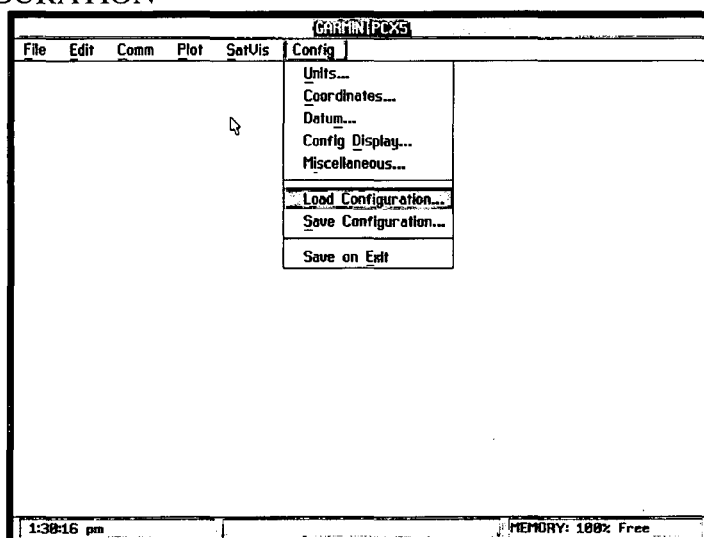 GURATION
GARMIN PCX5
File Edit Comm Plot SatVis Config
Units...
Coordinates...
Datum...
Config Display...
Miscellaneous...
Load Configuration...
Save Configuration...
Save on Exit
1:30:16 pm MEMORY: 100% Free